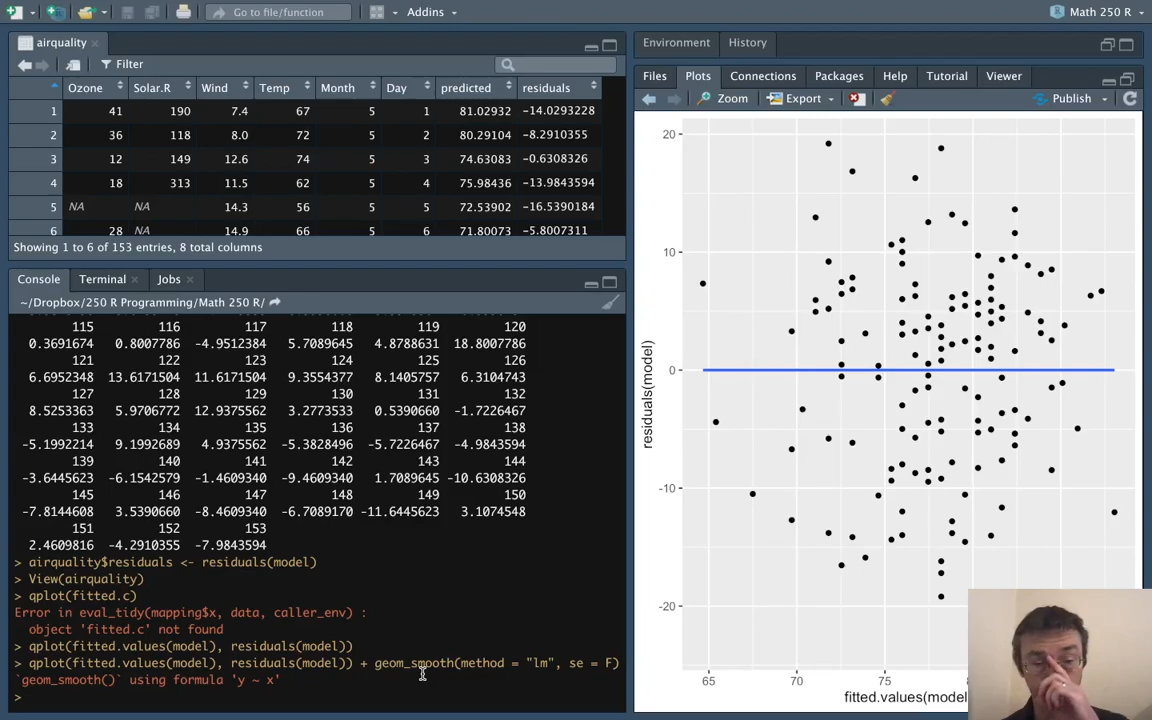 Go to file/function
Addins
Math 250 R
airquality
Filter
Ozone Solar.R Wind Temp Month Day predicted residuals
1 41 190 7.4 67 5 1 81.02932 -14.0293228
2 36 118 8.0 72 5 2 80.29104 -8.2910355
3 12 149 12.6 74 5 3 74.63083 -0.6308326
4 18 313 11.5 62 5 4 75.98436 -13.9843594
5 NA NA 14.3 56 5 5 72.53902 -16.5390184
6 28 NA 14.9 66 5 6 71.80073 -5.8007311
Showing 1 to 6 of 153 entries, 8 total columns
Console Terminal Jobs
~/Dropbox/250 R Programming/Math 250 R/
115 116 117 118 119 120
0.3691674 0.8007786 -4.9512384 5.7089645 4.8788631 18.8007786
121 122 123 124 125 126
6.6952348 13.6171504 11.6171504 9.3554377 8.1405757 6.3104743
127 128 129 130 131 132
8.5253363 5.9706772 12.9375562 3.2773533 0.5390660 -1.7226467
133 134 135 136 137 138
-5.1992214 9.1992689 4.9375562 -5.3828496 -5.7226467 -4.9843594
139 140 141 142 143 144
-3.6445623 -6.1542579 -1.4609340 -9.4609340 1.7089645 -10.6308326
145 146 147 148 149 150
-7.8144608 3.5390660 -8.4609340 -6.7089170 -11.6445623 3.1074548
151 152 153
2.4609816 -4.2910355 -7.9843594
> airquality$residuals <- residuals(model)
> View(airquality)
> qplot(fitted.c)
Error in eval_tidy(mapping$x, data, caller_env) :
object 'fitted.c' not found
> qplot(fitted.values(model), residuals(model))
> qplot(fitted.values(model), residuals(model)) + geom_smooth(method = "lm", se = F)
`geom_smooth()` using formula 'y ~ x'
>
Environment History
Files Plots Connections Packages Help Tutorial Viewer
Zoom Export Publish
20
10
0
-10
-20
residuals(model)
65 70 75
fitted.values(model